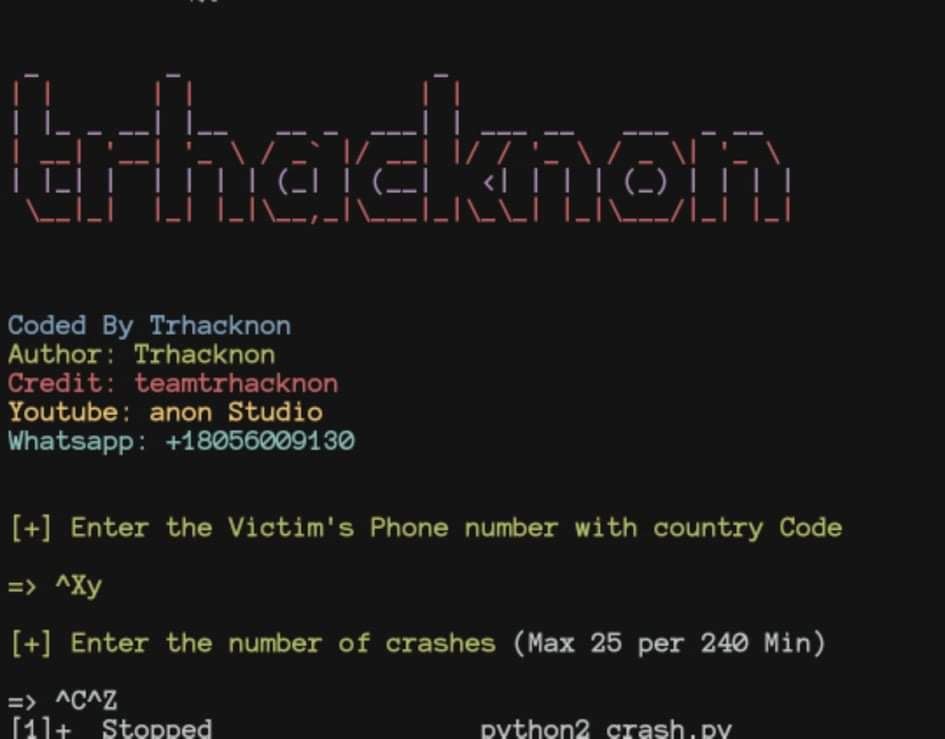 trhacknon
Coded By Trhacknon
Author: Trhacknon
Credit: teamtrhacknon
Youtube: anon Studio
Whatsapp: +18056009130
[+] Enter the Victim's Phone number with country Code
=> ^Xy
[+] Enter the number of crashes (Max 25 per 240 Min)
=> ^C^Z
[1]+ Stopped python2 crash.py